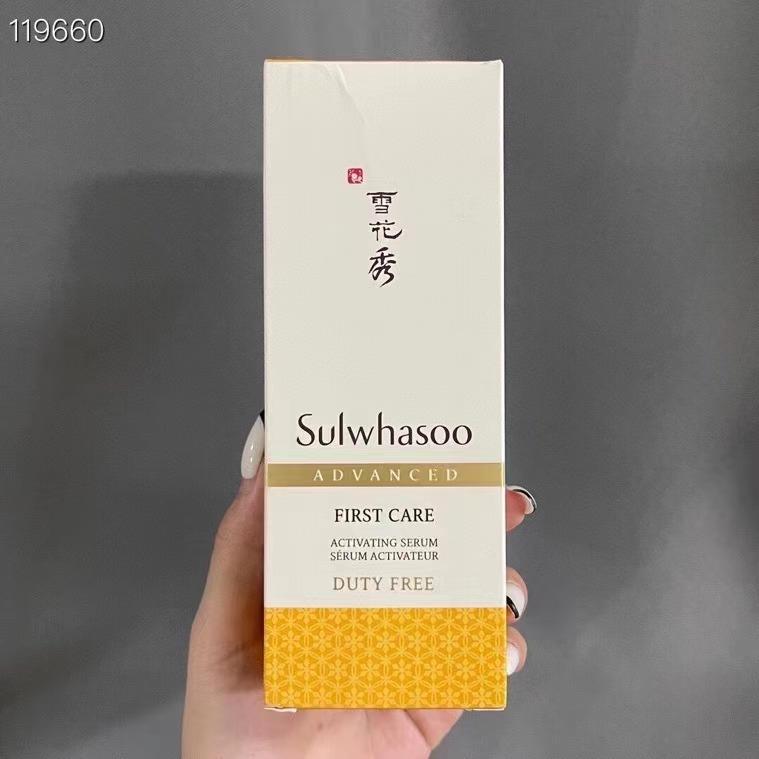 119660
雪花秀
Sulwhasoo
ADVANCED
FIRST CARE
ACTIVATING SERUM
SÉRUM ACTIVATEUR
DUTY FREE